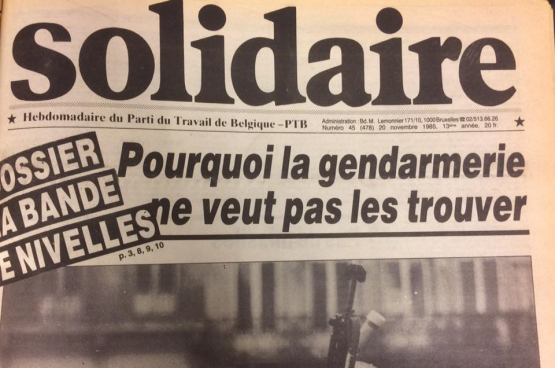 solidaire
★ Hebdomadaire du Parti du Travail de Belgique – PTB
Administration: Bd. M. Lemonnier 171/10, 1000 Bruxelles ☎ 02/513.66.26
Numéro 45 (478) 20 novembre 1985, 13ème année, 20 fr. ★
OSSIER
A BANDE
E NIVELLES
p. 3, 8, 9, 10
Pourquoi la gendarmerie
ne veut pas les trouver